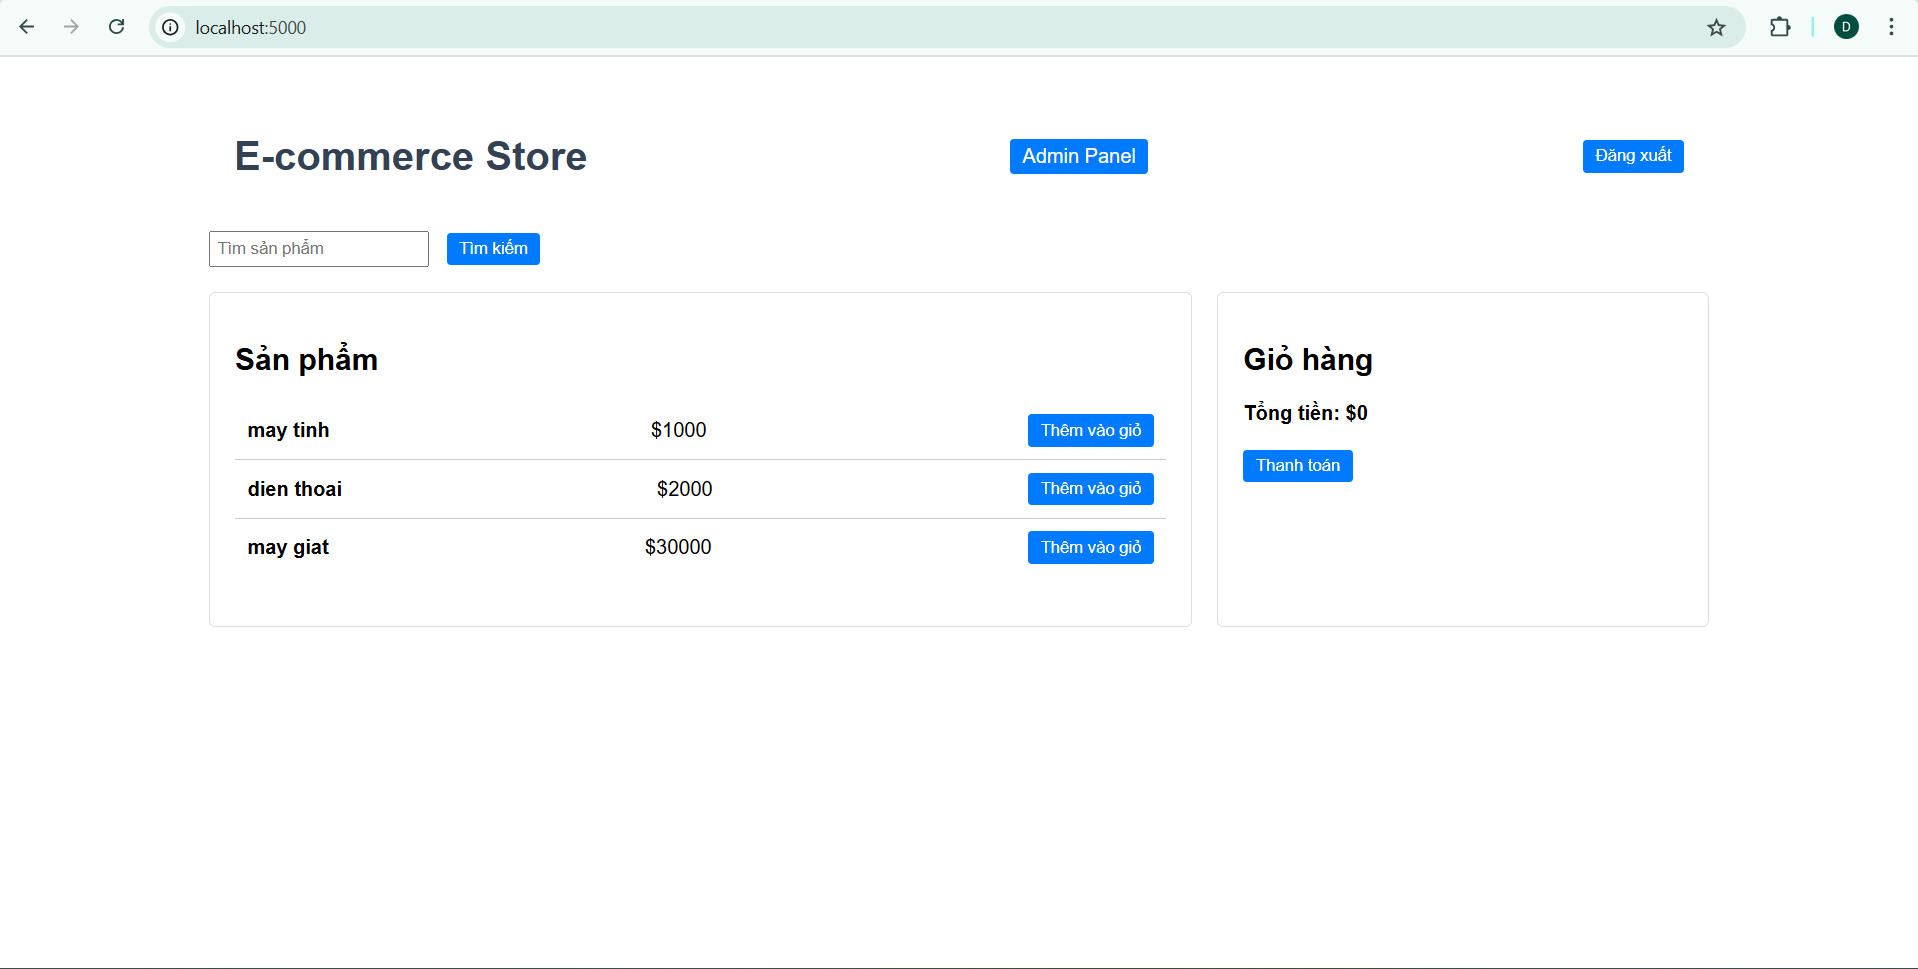 localhost:5000
D
E-commerce Store
Admin Panel
Đăng xuất
Tìm sản phẩm
Tìm kiếm
Sản phẩm
may tinh $1000 Thêm vào giỏ
dien thoai $2000 Thêm vào giỏ
may giat $30000 Thêm vào giỏ
Giỏ hàng
Tổng tiền: $0
Thanh toán